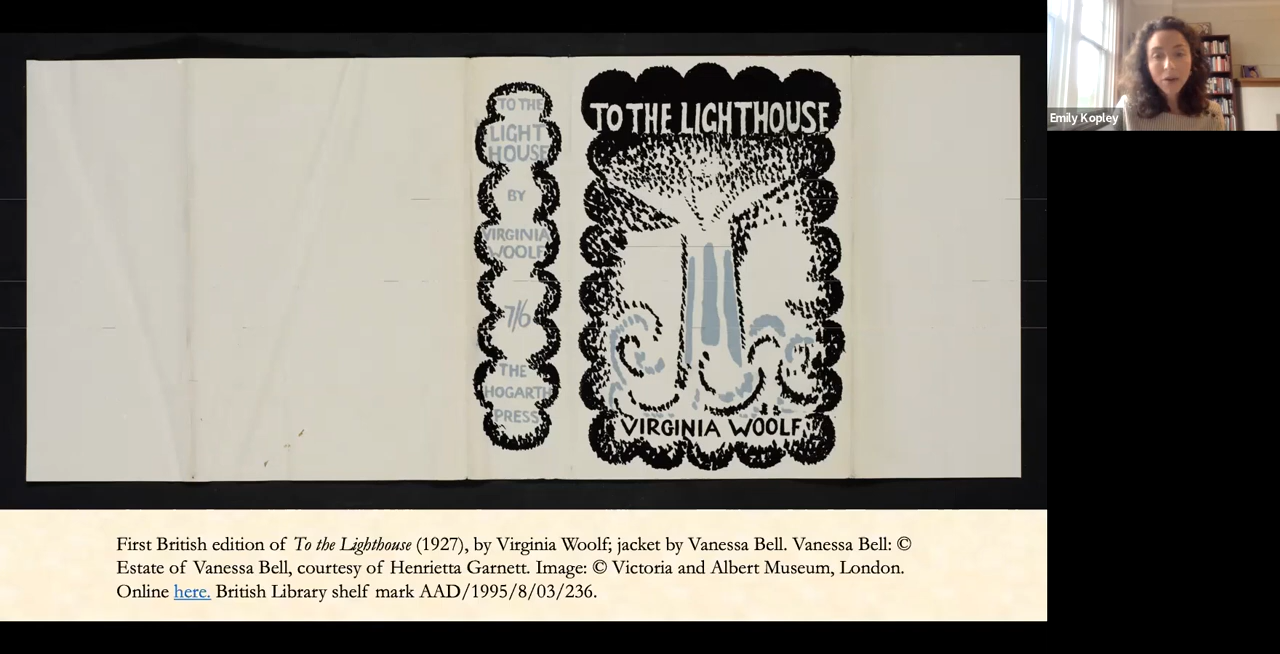 TO THE
LIGHT
HOUSE
BY
VIRGINIA
WOOLF
7/6
THE
HOGARTH
PRESS
TO THE LIGHTHOUSE
VIRGINIA WOOLF
Emily Kopley
First British edition of To the Lighthouse (1927), by Virginia Woolf; jacket by Vanessa Bell. Vanessa Bell: ©
Estate of Vanessa Bell, courtesy of Henrietta Garnett. Image: © Victoria and Albert Museum, London.
Online here. British Library shelf mark AAD/1995/8/03/236.